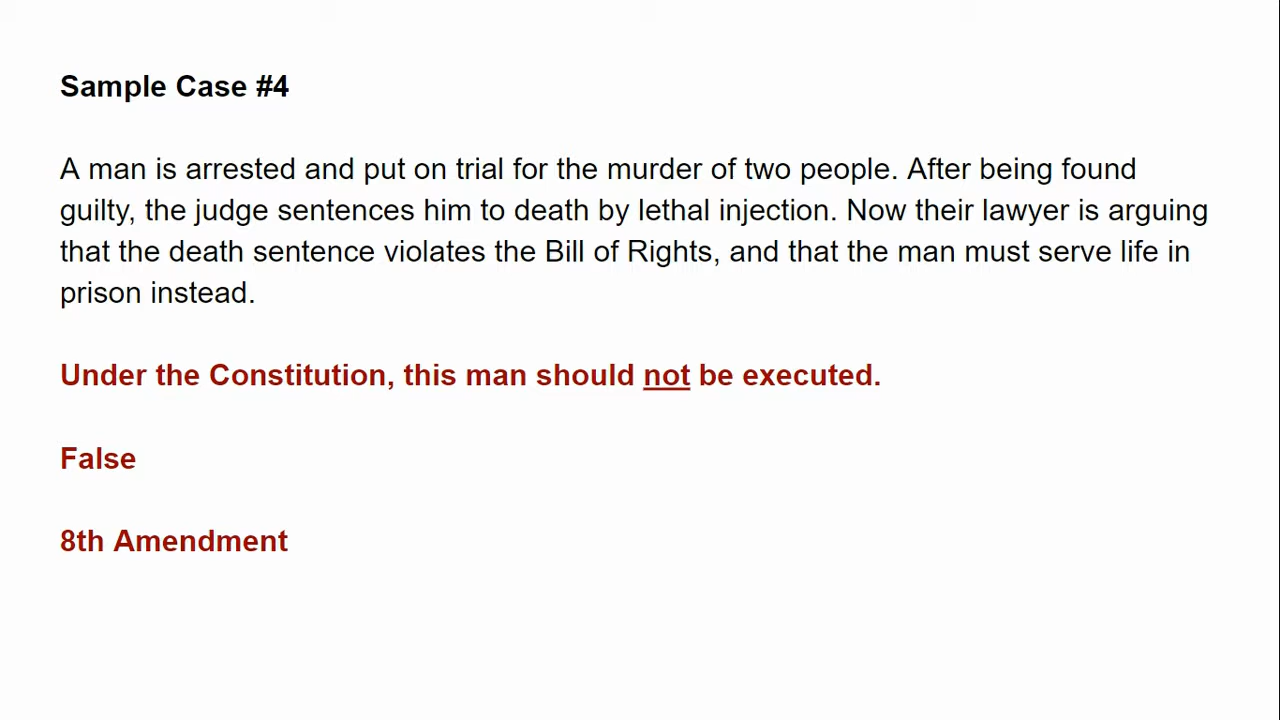 Sample Case #4
A man is arrested and put on trial for the murder of two people. After being found
guilty, the judge sentences him to death by lethal injection. Now their lawyer is arguing
that the death sentence violates the Bill of Rights, and that the man must serve life in
prison instead.
Under the Constitution, this man should not be executed.
False
8th Amendment